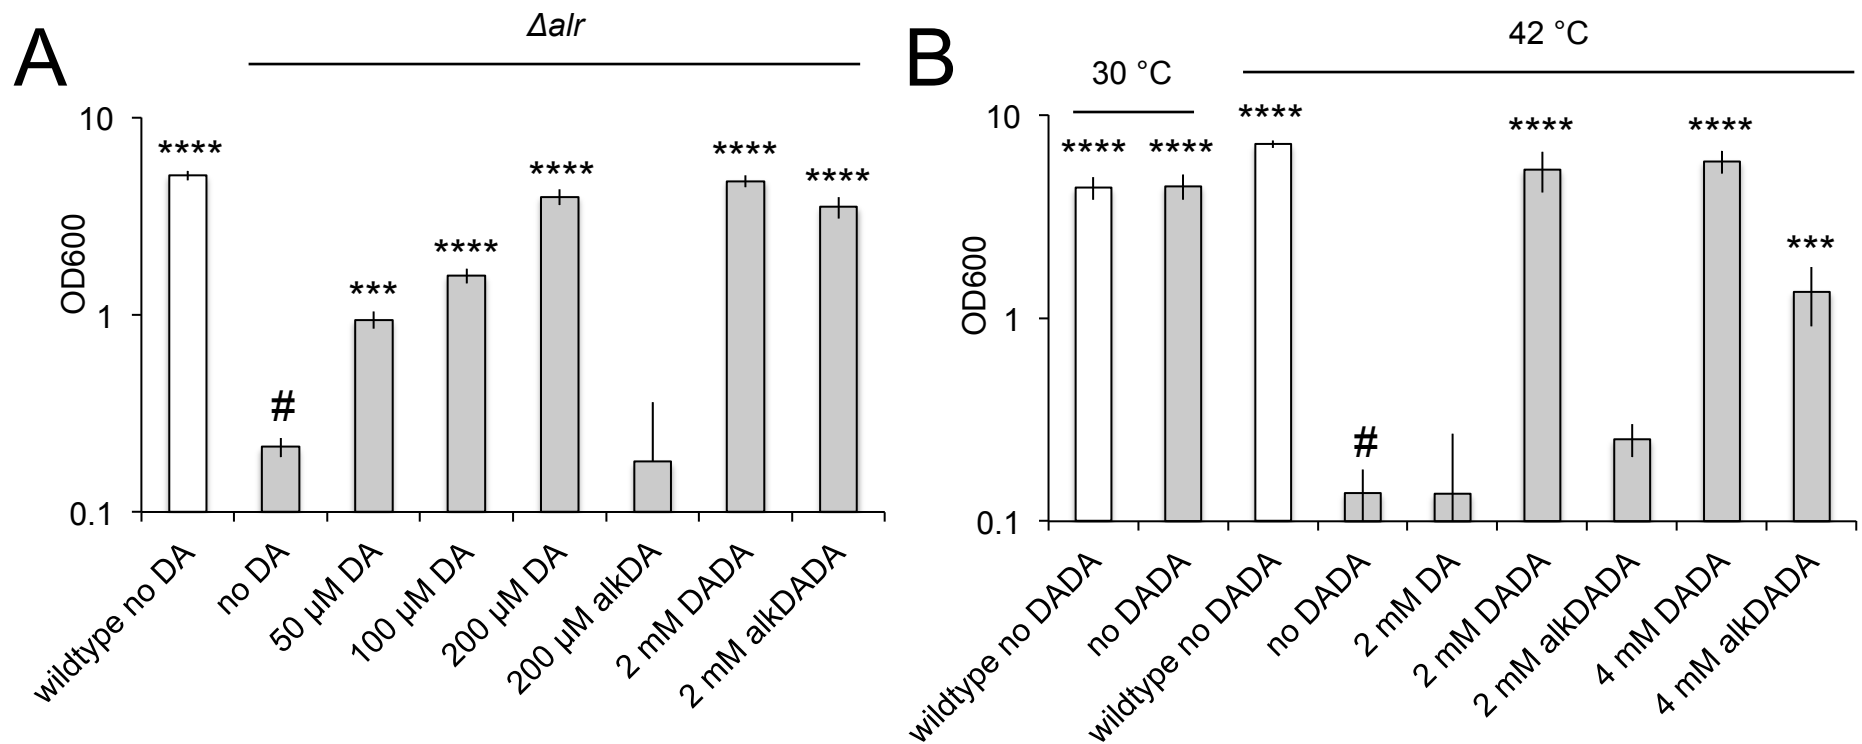 A
Δalr
10
1
0.1
OD600
****
#
***
****
****
****
****
wildtype no DA
no DA
50 µM DA
100 µM DA
200 µM DA
200 µM alkDA
2 mM DADA
2 mM alkDADA
B
30 °C
42 °C
10
1
0.1
OD600
****
****
****
#
****
****
***
wildtype no DADA
no DADA
wildtype no DADA
no DADA
2 mM DA
2 mM DADA
2 mM alkDADA
4 mM DADA
4 mM alkDADA